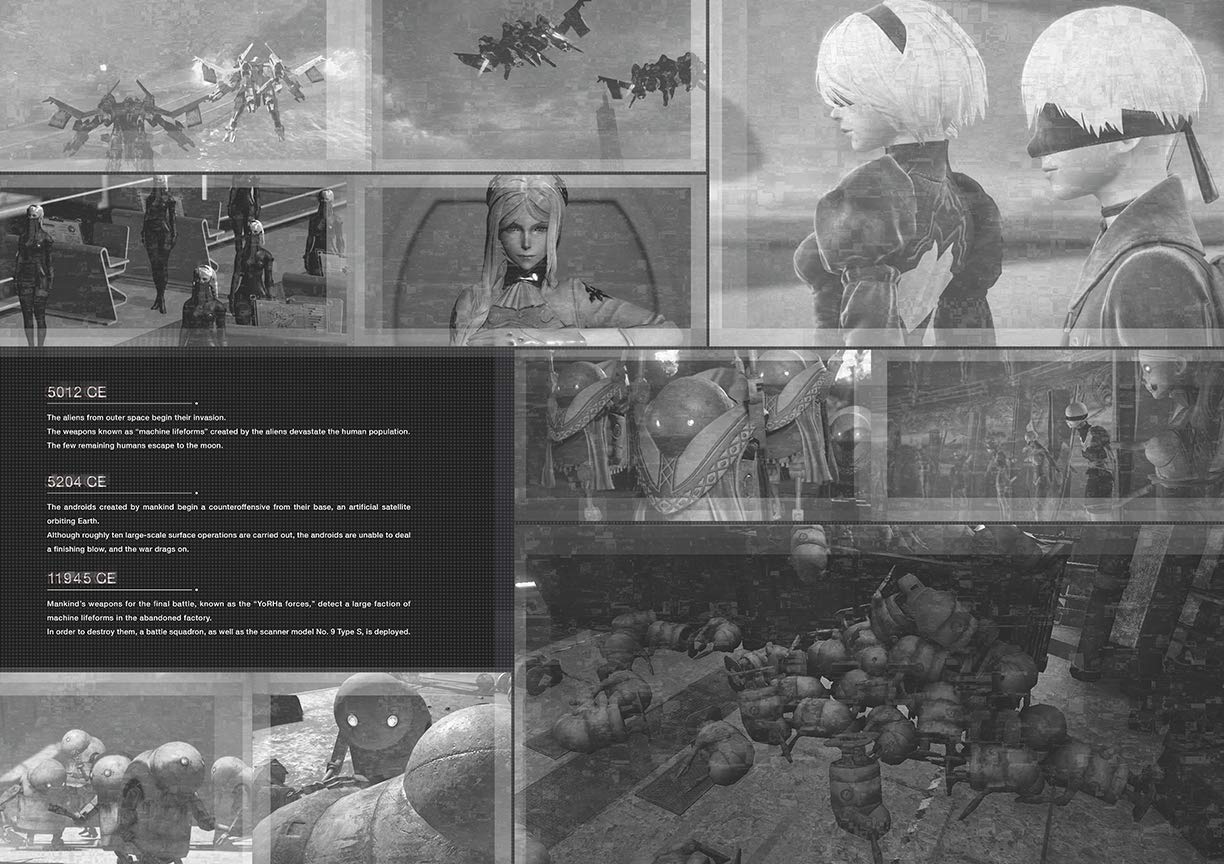 5012 CE
The aliens from outer space begin their invasion.
The weapons known as “machine lifeforms” created by the aliens devastate the human population.
The few remaining humans escape to the moon.
5204 CE
The androids created by mankind begin a counteroffensive from their base, an artificial satellite
orbiting Earth.
Although roughly ten large-scale surface operations are carried out, the androids are unable to deal
a finishing blow, and the war drags on.
11945 CE
Mankind’s weapons for the final battle, known as the “YoRHa forces,” detect a large faction of
machine lifeforms in the abandoned factory.
In order to destroy them, a battle squadron, as well as the scanner model No. 9 Type S, is deployed.